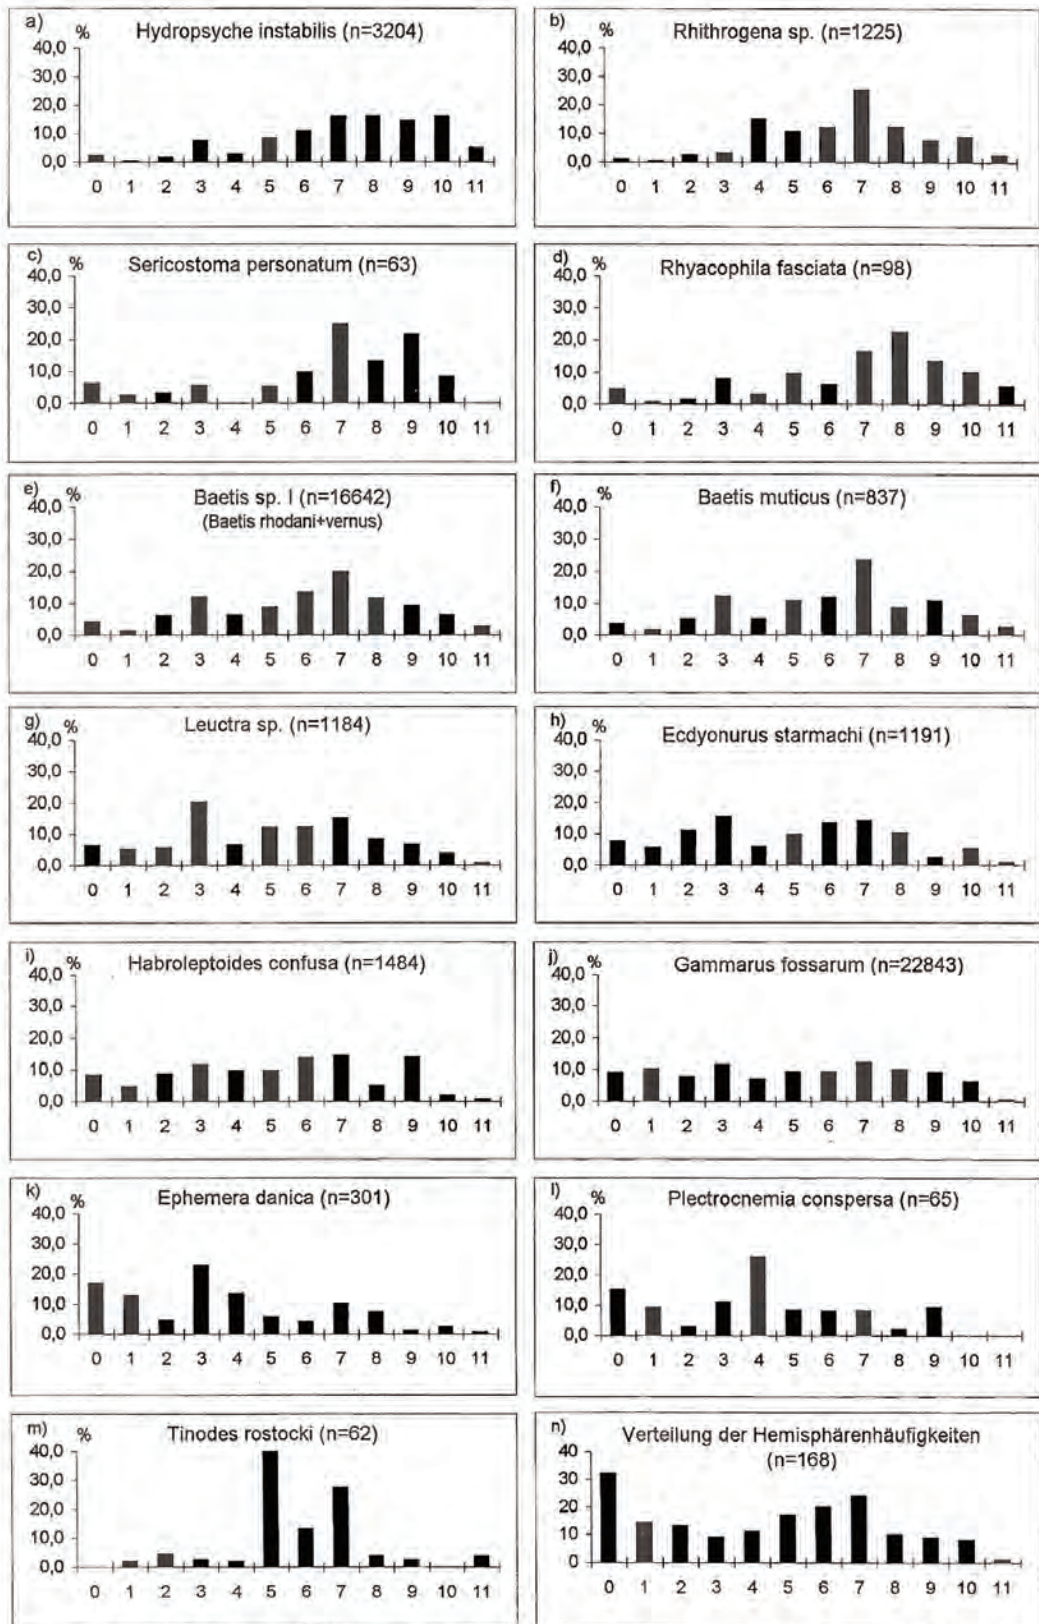 a)
%
Hydropsyche instabilis (n=3204)
40,0
30,0
20,0
10,0
0,0
0 1 2 3 4 5 6 7 8 9 10 11
b)
%
Rhithrogena sp. (n=1225)
40,0
30,0
20,0
10,0
0,0
0 1 2 3 4 5 6 7 8 9 10 11
c)
%
Sericostoma personatum (n=63)
40,0
30,0
20,0
10,0
0,0
0 1 2 3 4 5 6 7 8 9 10 11
d)
%
Rhyacophila fasciata (n=98)
40,0
30,0
20,0
10,0
0,0
0 1 2 3 4 5 6 7 8 9 10 11
e)
%
Baetis sp. I (n=16642)
(Baetis rhodani+vernus)
40,0
30,0
20,0
10,0
0,0
0 1 2 3 4 5 6 7 8 9 10 11
f)
%
Baetis muticus (n=837)
40,0
30,0
20,0
10,0
0,0
0 1 2 3 4 5 6 7 8 9 10 11
g)
%
Leuctra sp. (n=1184)
40,0
30,0
20,0
10,0
0,0
0 1 2 3 4 5 6 7 8 9 10 11
h)
%
Ecdyonurus starmachi (n=1191)
40,0
30,0
20,0
10,0
0,0
0 1 2 3 4 5 6 7 8 9 10 11
i)
%
Habroleptoides confusa (n=1484)
40,0
30,0
20,0
10,0
0,0
0 1 2 3 4 5 6 7 8 9 10 11
j)
%
Gammarus fossarum (n=22843)
40,0
30,0
20,0
10,0
0,0
0 1 2 3 4 5 6 7 8 9 10 11
k)
%
Ephemera danica (n=301)
40,0
30,0
20,0
10,0
0,0
0 1 2 3 4 5 6 7 8 9 10 11
l)
%
Plectrocnemia conspersa (n=65)
40,0
30,0
20,0
10,0
0,0
0 1 2 3 4 5 6 7 8 9 10 11
m)
%
Tinodes rostocki (n=62)
40,0
30,0
20,0
10,0
0,0
0 1 2 3 4 5 6 7 8 9 10 11
n)
Verteilung der Hemisphärenhäufigkeiten
(n=168)
40
30
20
10
0
0 1 2 3 4 5 6 7 8 9 10 11